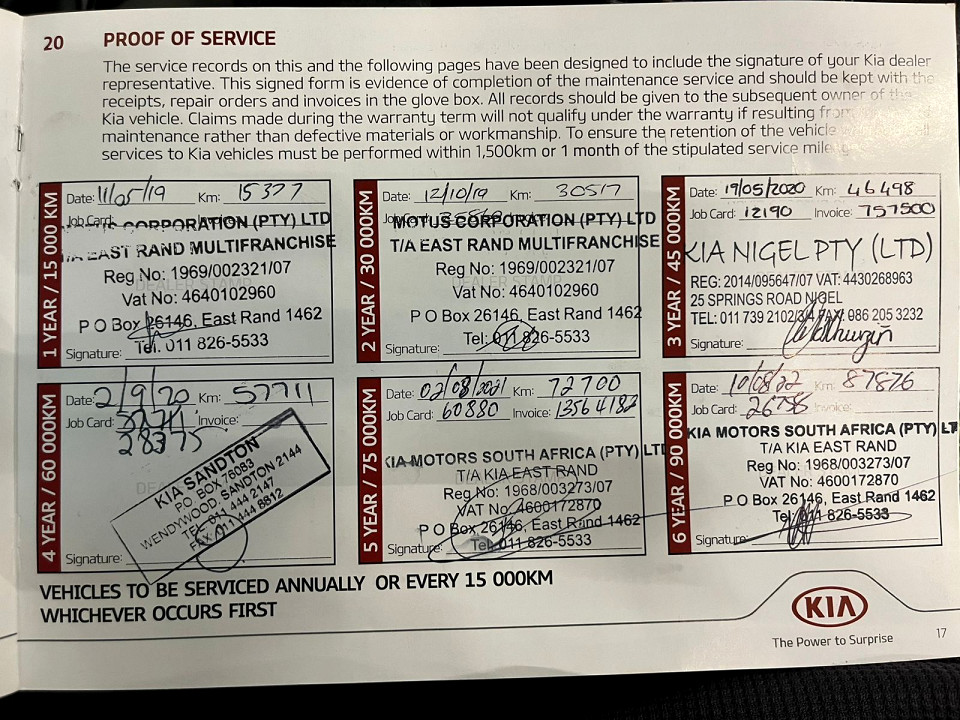 20 PROOF OF SERVICE
The service records on this and the following pages have been designed to include the signature of your Kia dealer
representative. This signed form is evidence of completion of the maintenance service and should be kept with the
receipts, repair orders and invoices in the glove box. All records should be given to the subsequent owner of the
Kia vehicle. Claims made during the warranty term will not qualify under the warranty if resulting from
maintenance rather than defective materials or workmanship. To ensure the retention of the vehicle
services to Kia vehicles must be performed within 1,500km or 1 month of the stipulated service
1 YEAR / 15 000 KM
Date: 11/05/19 Km: 15377
Job Card:
CORPORATION (PTY) LTD
T/A EAST RAND MULTIFRANCHISE
Reg No: 1969/002321/07
Vat No: 4640102960
P O Box 26146, East Rand 1462
Tel: 011 826-5533
Signature:
2 YEAR / 30 000KM
Date: 12/10/19 Km: 30517
Job Card:
MOTUS CORPORATION (PTY) LTD
T/A EAST RAND MULTIFRANCHISE
DEALER STAMP
Reg No: 1969/002321/07
Vat No: 4640102960
P O Box 26146, East Rand 1462
Tel: 011 826-5533
Signature:
3 YEAR / 45 000KM
Date: 19/05/2020 Km: 46498
Job Card: 12190 Invoice: 757500
KIA NIGEL PTY (LTD)
REG: 2014/095647/07 VAT: 4430268963
25 SPRINGS ROAD NIGEL
TEL: 011 739 2102/3/4 FAX: 086 205 3232
Signature:
4 YEAR / 60 000KM
Date: 2/9/20 Km: 57711
Job Card: Invoice:
28375
KIA SANDTON
P.O. BOX 76083
WENDYWOOD, SANDTON 2144
TEL: 011 444 2147
FAX: 011 444 8812
Signature:
5 YEAR / 75 000KM
Date: 02/08/2021 Km: 72700
Job Card: 60880 Invoice: 13564182
KIA MOTORS SOUTH AFRICA (PTY) LTD
T/A KIA EAST RAND
Reg No: 1968/003273/07
VAT No: 4600172870
P O Box 26146, East Rand 1462
Tel: 011 826-5533
Signature:
6 YEAR / 90 000KM
Date: 10/08/22 Km: 87876
Job Card: Invoice:
KIA MOTORS SOUTH AFRICA (PTY) LT
T/A KIA EAST RAND
Reg No: 1968/003273/07
VAT No: 4600172870
P O Box 26146, East Rand 1462
Tel: 011 826-5533
Signature:
VEHICLES TO BE SERVICED ANNUALLY OR EVERY 15 000KM
WHICHEVER OCCURS FIRST
KIA
The Power to Surprise
17